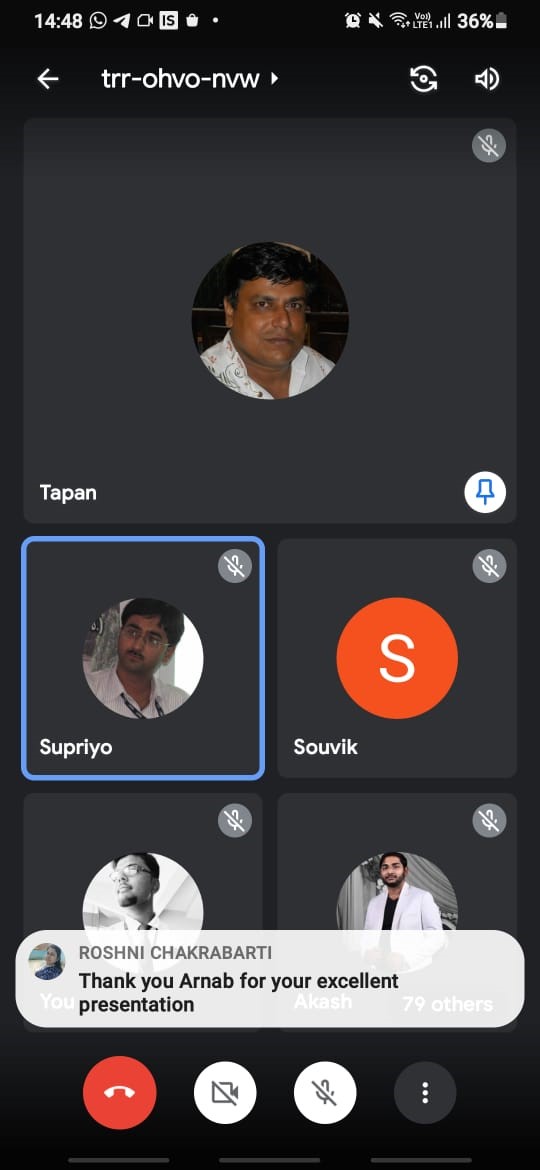 14:48 IS 36%
Vo) LTE1
trr-ohvo-nvw
Tapan
Supriyo
Souvik
S
ROSHNI CHAKRABARTI
Thank you Arnab for your excellent
presentation
You Akash 79 others